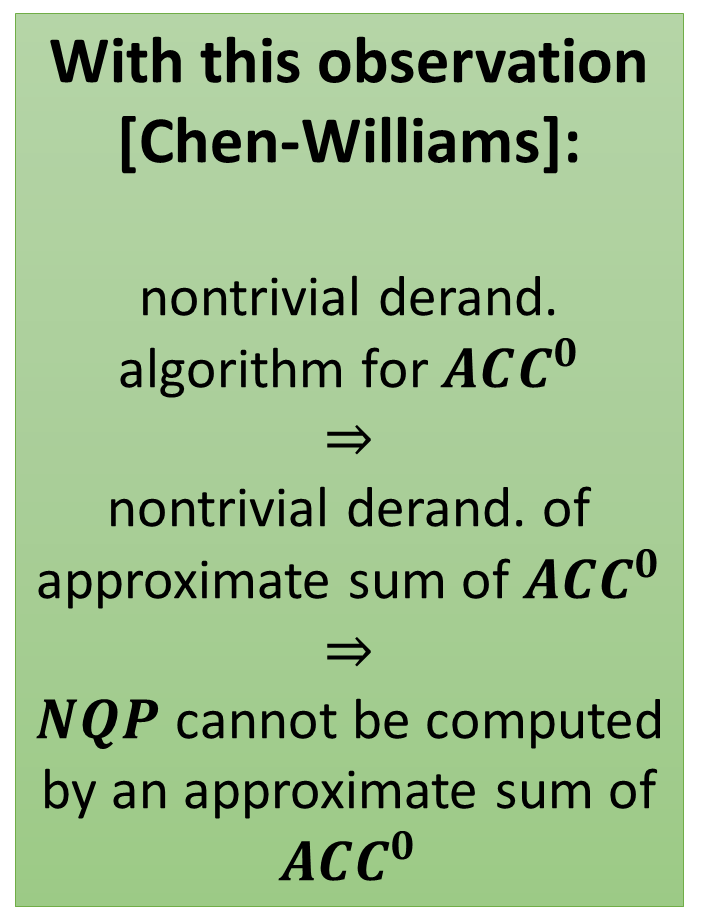 With this observation
[Chen-Williams]:
nontrivial derand.
algorithm for 𝑨𝑪𝑪⁰
⇒
nontrivial derand. of
approximate sum of 𝑨𝑪𝑪⁰
⇒
𝑵𝑸𝑷 cannot be computed
by an approximate sum of
𝑨𝑪𝑪⁰